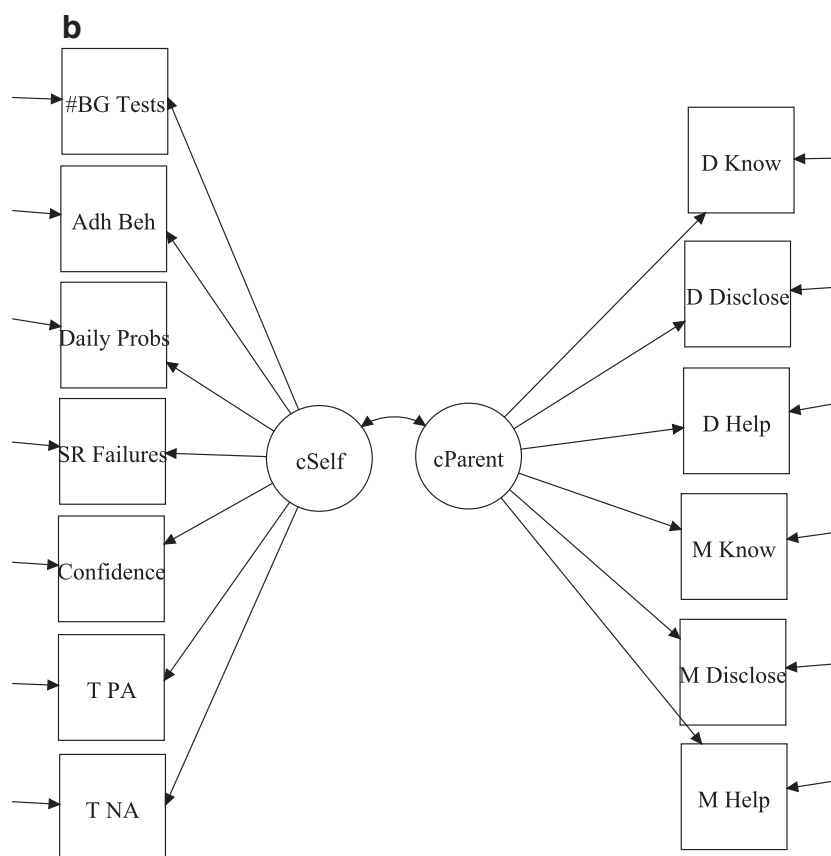 b
#BG Tests
Adh Beh
Daily Probs
SR Failures
Confidence
T PA
T NA
cSelf
cParent
D Know
D Disclose
D Help
M Know
M Disclose
M Help